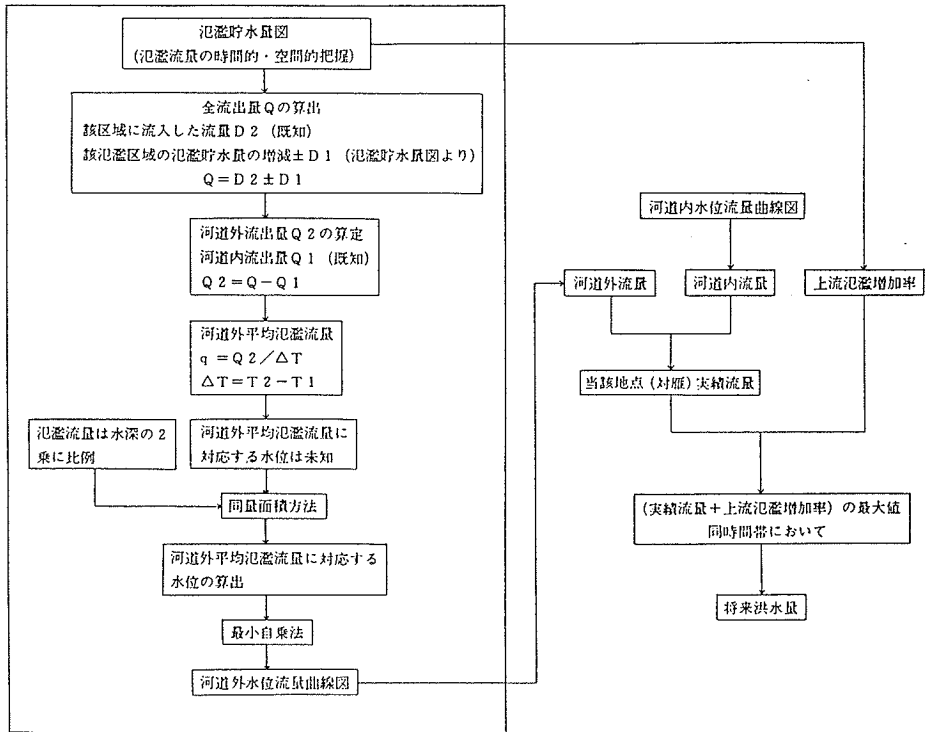 氾濫貯水量図
(氾濫流量の時間的・空間的把握)
全流出量Qの算出
該区域に流入した流量D2 (既知)
該氾濫区域の氾濫貯水量の増減±D1 (氾濫貯水量図より)
Q=D2±D1
河道外流出量Q2の算定
河道内流出量Q1 (既知)
Q2=Q-Q1
河道外平均氾濫流量
q=Q2/△T
△T=T2-T1
氾濫流量は水深の2
乗に比例
河道外平均氾濫流量に
対応する水位は未知
同量面積方法
河道外平均氾濫流量に対応する
水位の算出
最小自乗法
河道外水位流量曲線図
河道内水位流量曲線図
河道外流量
河道内流量
上流氾濫増加率
当該地点(対雁)実績流量
(実績流量+上流氾濫増加率)の最大値
同時間帯において
将来洪水量